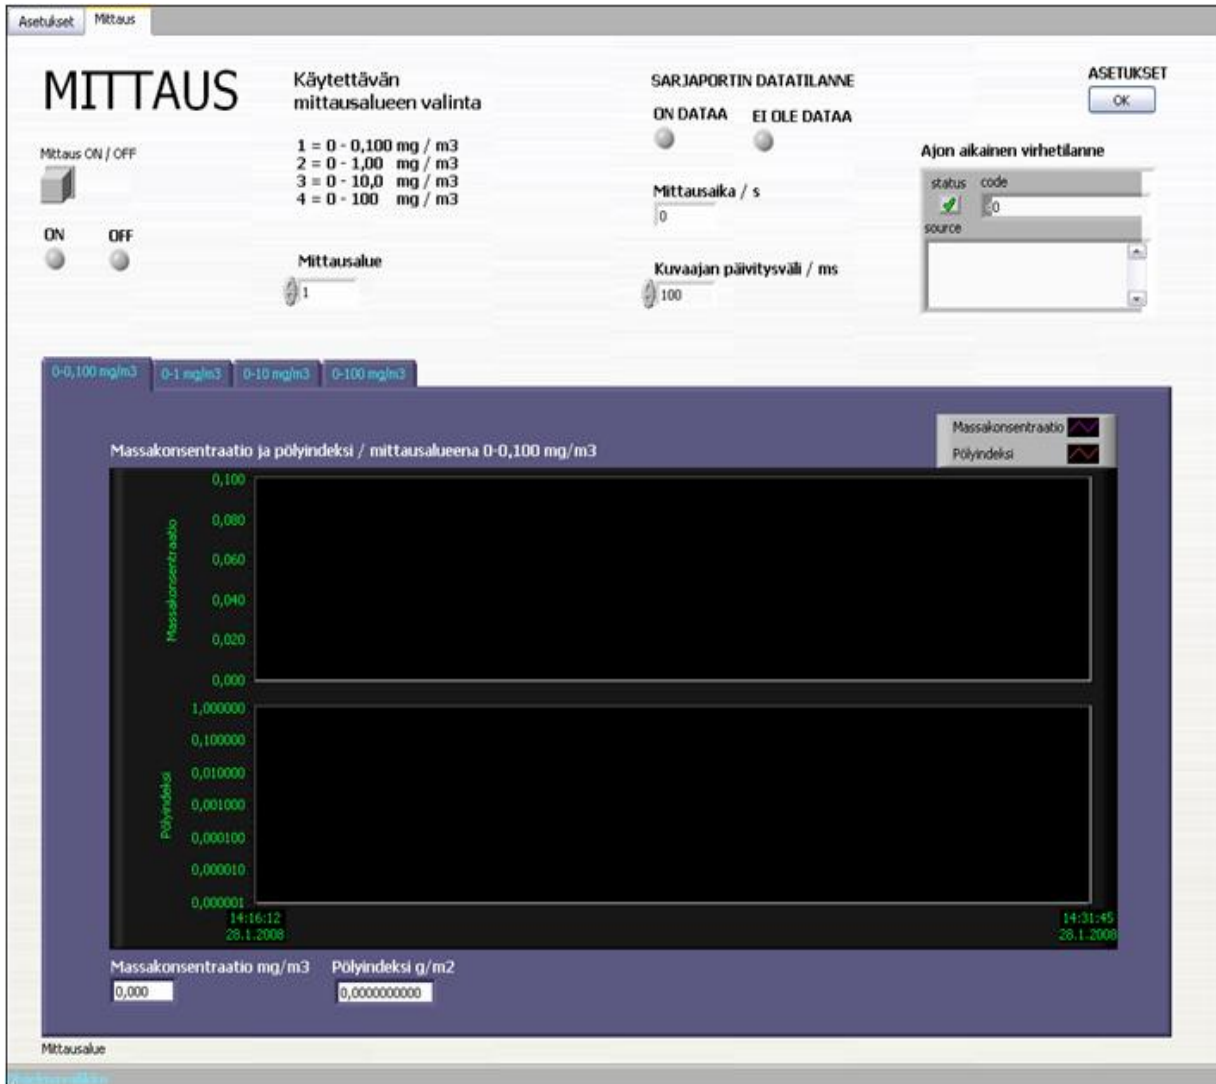 Asetukset Mittaus
MITTAUS
Mittaus ON / OFF
ON OFF
Käytettävän
mittausalueen valinta
1 = 0 - 0,100 mg / m3
2 = 0 - 1,00 mg / m3
3 = 0 - 10,0 mg / m3
4 = 0 - 100 mg / m3
Mittausalue
1
SARJAPORTIN DATATILANNE
ON DATAA EI OLE DATAA
Mittausaika / s
0
Kuvaajan päivitysväli / ms
100
ASETUKSET
OK
Ajon aikainen virhetilanne
status code
0
source
0-0,100 mg/m3 0-1 mg/m3 0-10 mg/m3 0-100 mg/m3
Massakonsentraatio ja pölyindeksi / mittausalueena 0-0,100 mg/m3
Massakonsentraatio
Pölyindeksi
Massakonsentraatio
0,100
0,080
0,060
0,040
0,020
0,000
Pölyindeksi
1,000000
0,100000
0,010000
0,001000
0,000100
0,000010
0,000001
14:16:12 14:31:45
28.1.2008 28.1.2008
Massakonsentraatio mg/m3 Pölyindeksi g/m2
0,000 0,0000000000
Mittausalue